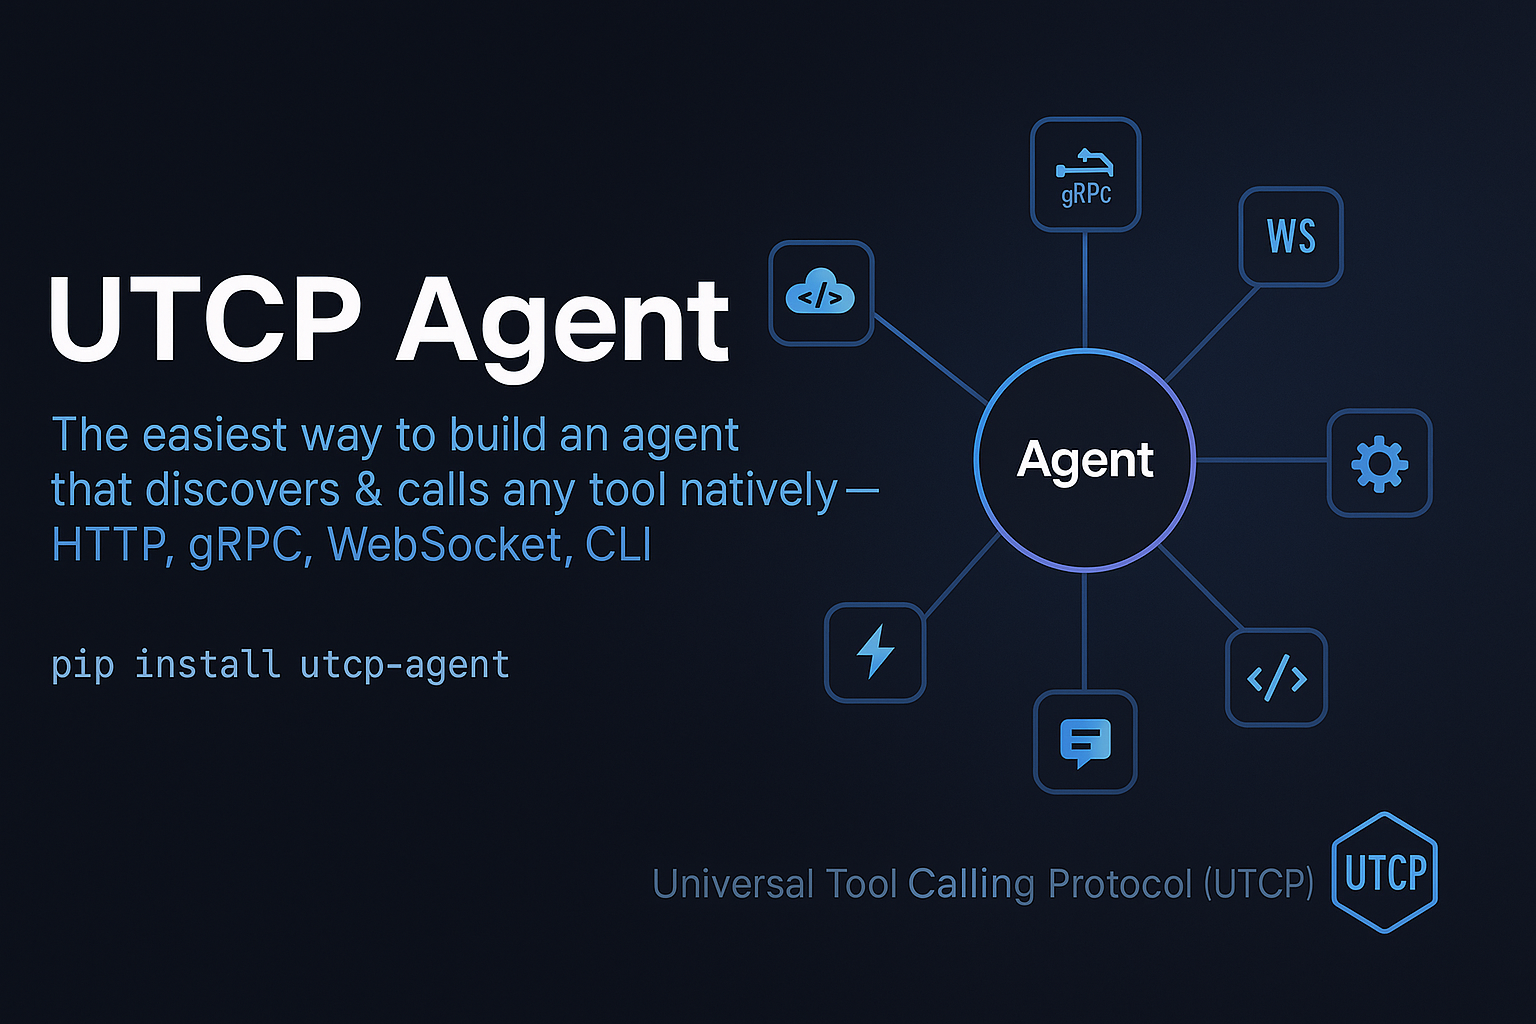 UTCP Agent
The easiest way to build an agent
that discovers & calls any tool natively—
HTTP, gRPC, WebSocket, CLI
pip install utcp-agent
gRPc
WS
</>
Agent
</>
Universal Tool Calling Protocol (UTCP)
UTCP